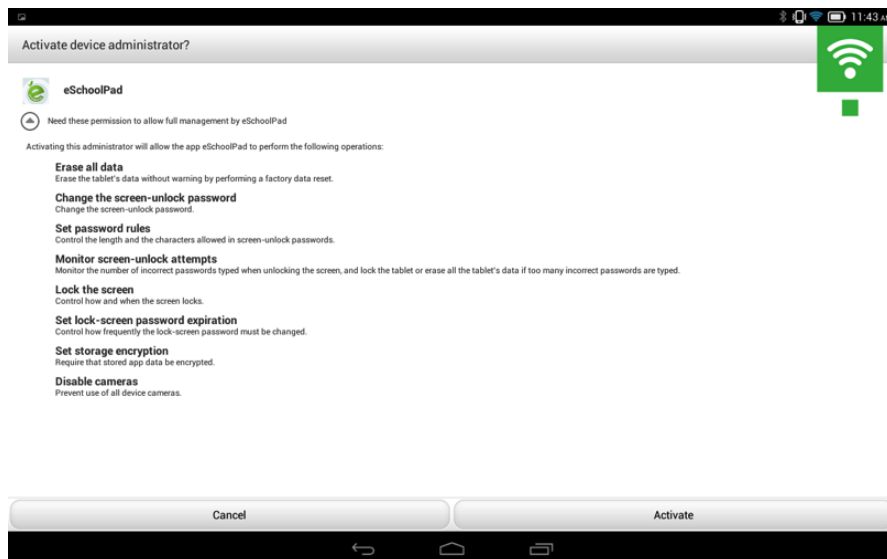 11:43
Activate device administrator?
eSchoolPad
Need these permission to allow full management by eSchoolPad
Activating this administrator will allow the app eSchoolPad to perform the following operations:
Erase all data
Erase the tablet's data without warning by performing a factory data reset.
Change the screen-unlock password
Change the screen-unlock password.
Set password rules
Control the length and the characters allowed in screen-unlock passwords.
Monitor screen-unlock attempts
Monitor the number of incorrect passwords typed when unlocking the screen, and lock the tablet or erase all the tablet's data if too many incorrect passwords are typed.
Lock the screen
Control how and when the screen locks.
Set lock-screen password expiration
Control how frequently the lock-screen password must be changed.
Set storage encryption
Require that stored app data be encrypted.
Disable cameras
Prevent use of all device cameras.
Cancel Activate